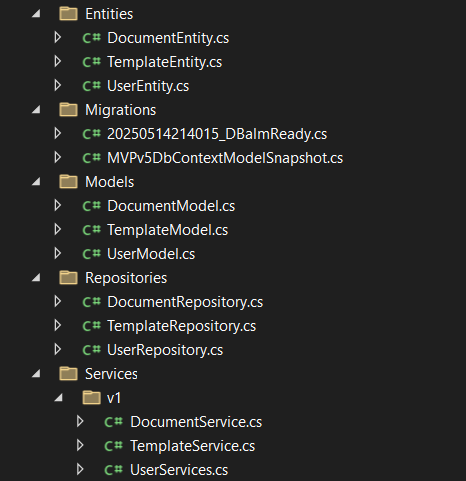 Entities
C# DocumentEntity.cs
C# TemplateEntity.cs
C# UserEntity.cs
Migrations
C# 20250514214015_DBaImReady.cs
C# MVPv5DbContextModelSnapshot.cs
Models
C# DocumentModel.cs
C# TemplateModel.cs
C# UserModel.cs
Repositories
C# DocumentRepository.cs
C# TemplateRepository.cs
C# UserRepository.cs
Services
v1
C# DocumentService.cs
C# TemplateService.cs
C# UserServices.cs